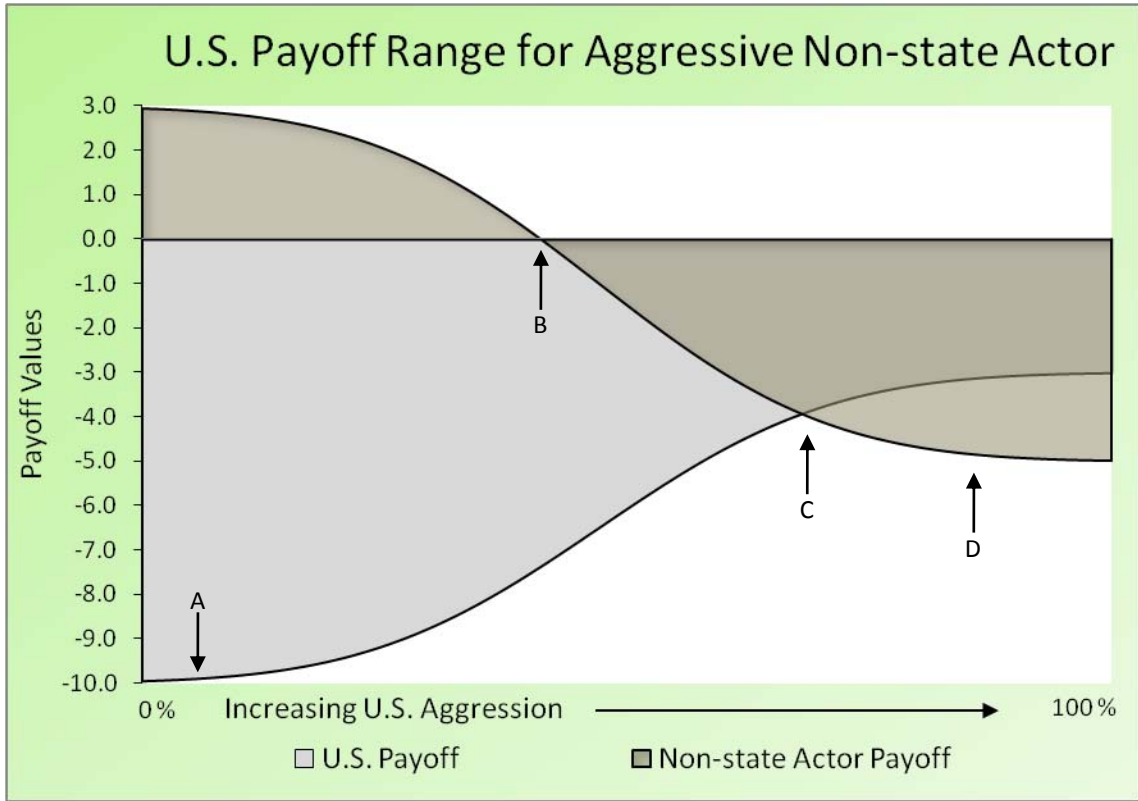 U.S. Payoff Range for Aggressive Non-state Actor
3.0
2.0
1.0
0.0
-1.0
-2.0
-3.0
-4.0
-5.0
-6.0
-7.0
-8.0
-9.0
-10.0
Payoff Values
A
B
C
D
0 % Increasing U.S. Aggression 100 %
U.S. Payoff Non-state Actor Payoff